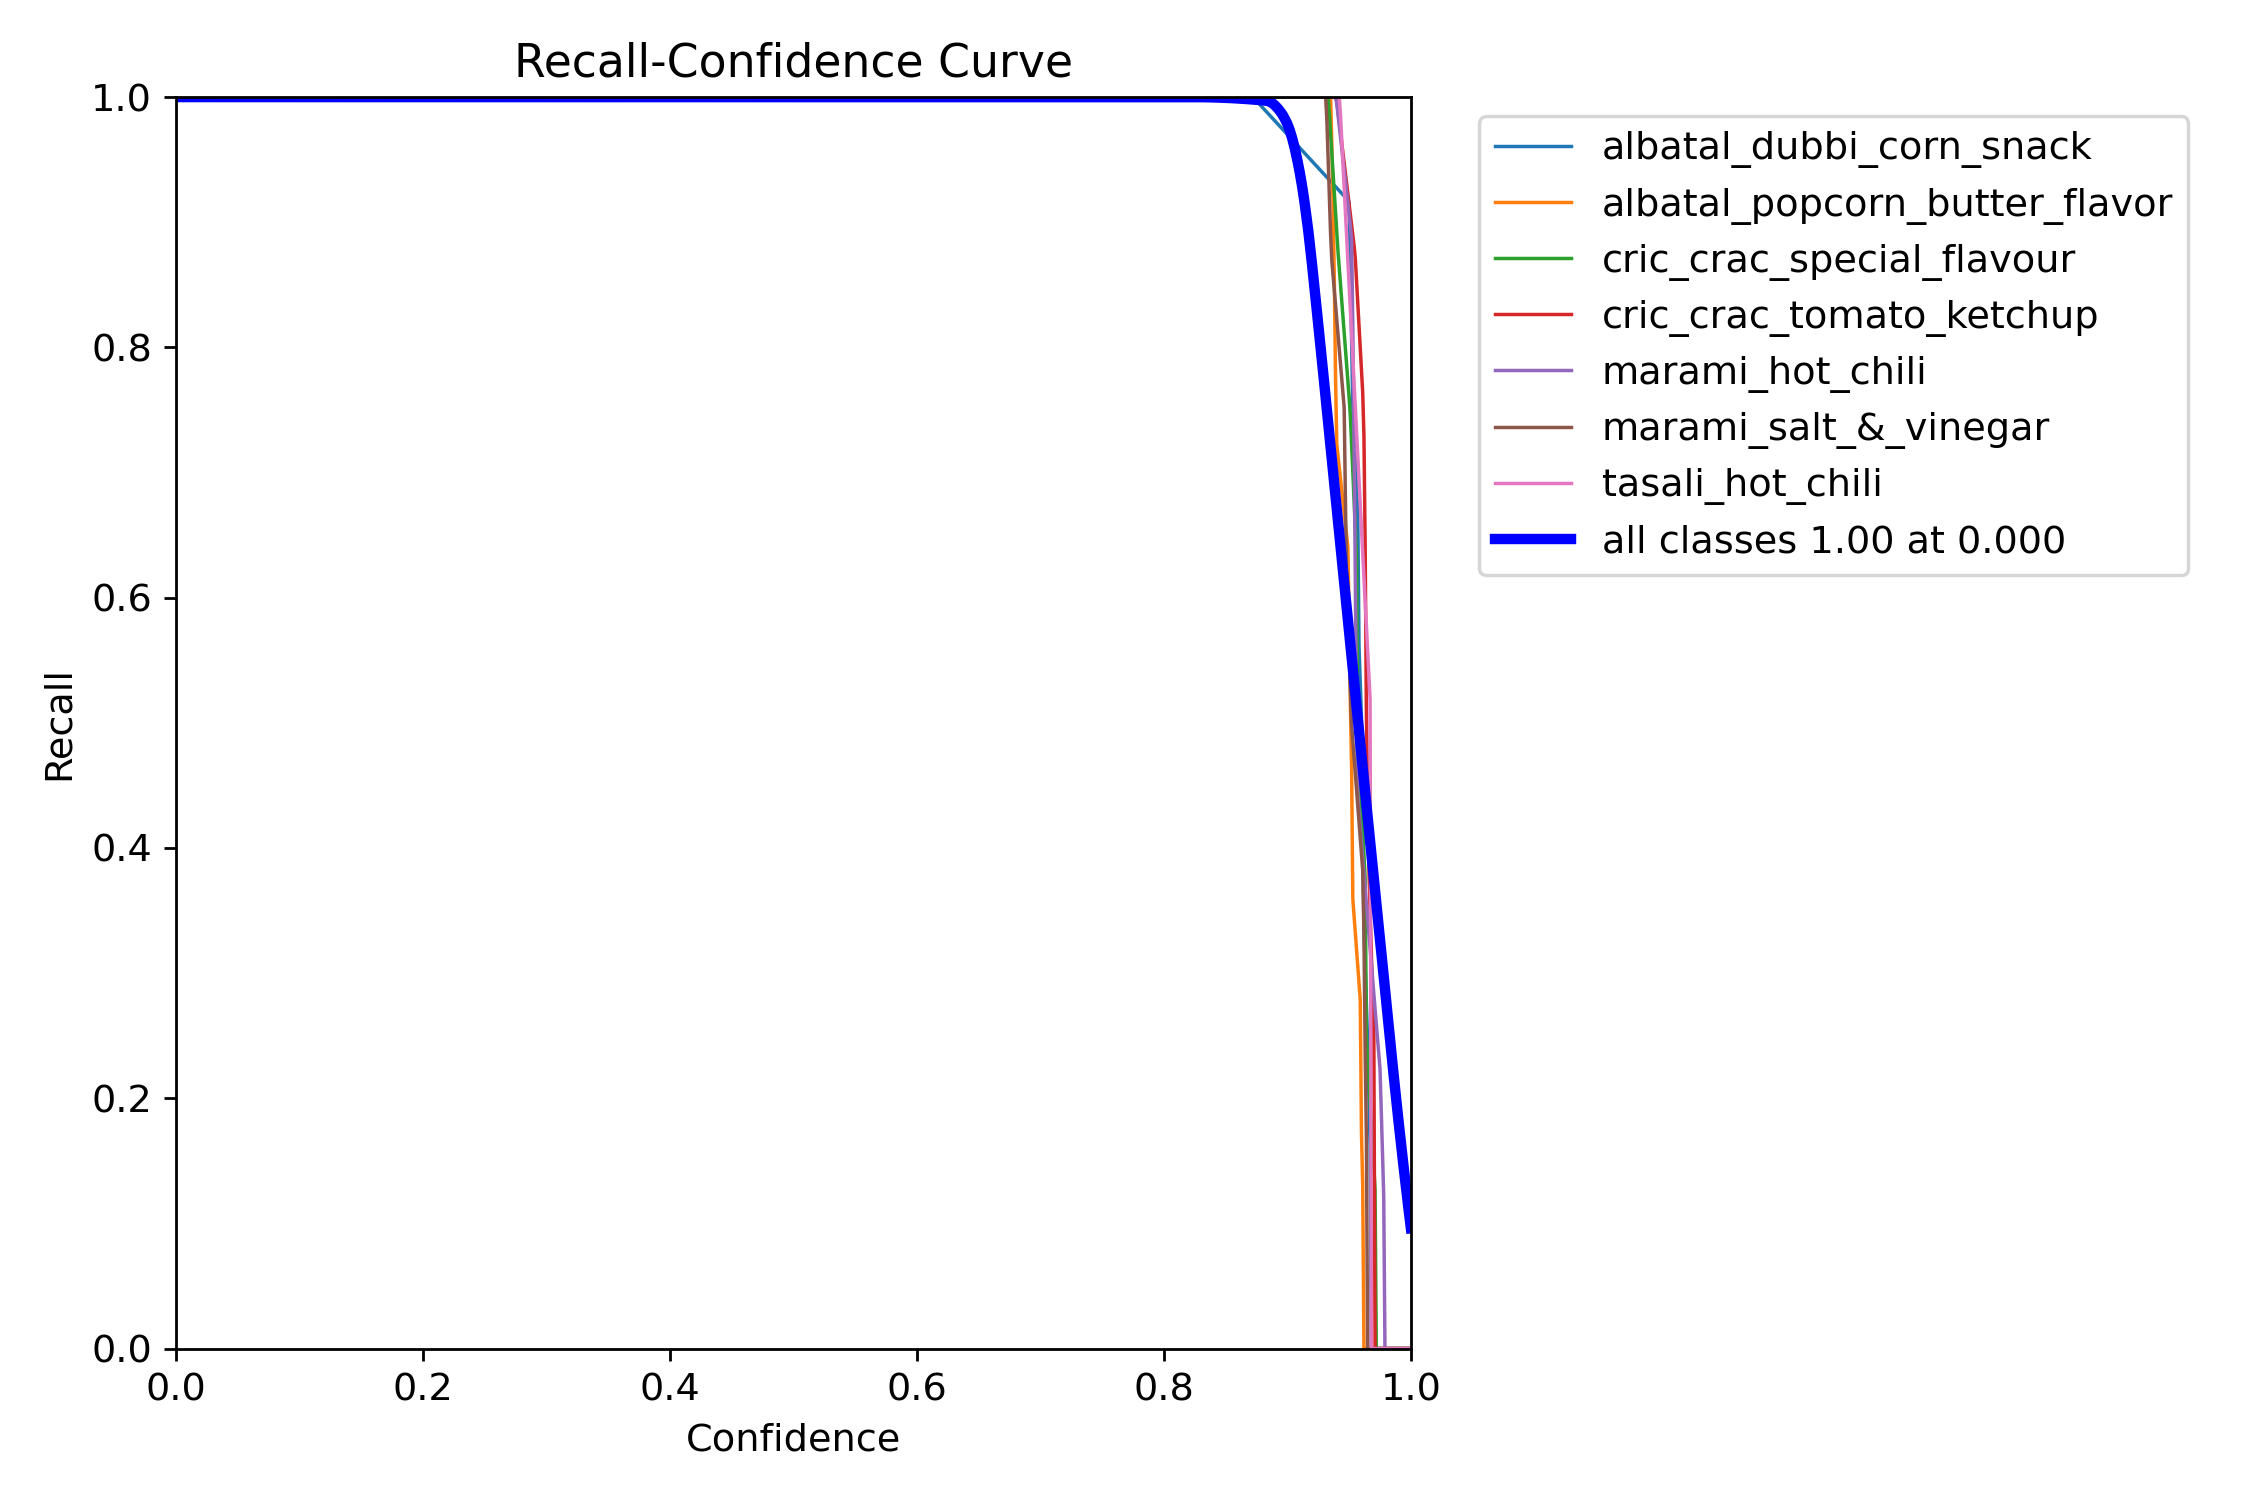 Recall-Confidence Curve
1.0
0.8
0.6
0.4
0.2
0.0
Recall
0.0 0.2 0.4 0.6 0.8 1.0
Confidence
albatal_dubbi_corn_snack
albatal_popcorn_butter_flavor
cric_crac_special_flavour
cric_crac_tomato_ketchup
marami_hot_chili
marami_salt_&_vinegar
tasali_hot_chili
all classes 1.00 at 0.000